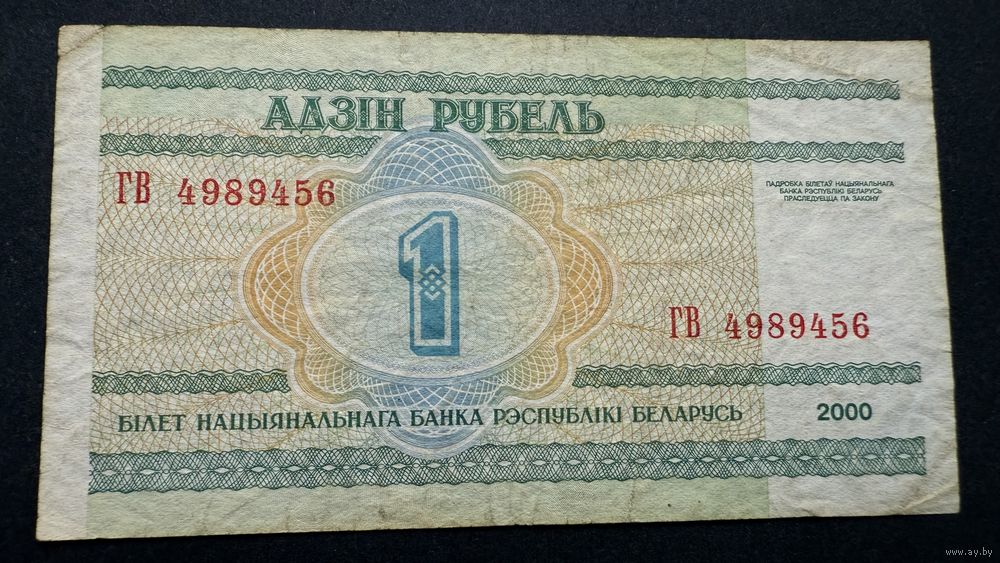 АДЗІН РУБЕЛЬ
ГВ 4989456
ПАДРОБКА БІЛЕТАЎ НАЦЫЯНАЛЬНАГА
БАНКА РЭСПУБЛІКІ БЕЛАРУСЬ
ПРАСЛЕДУЕЦЦА ПА ЗАКОНУ
1
ГВ 4989456
БІЛЕТ НАЦЫЯНАЛЬНАГА БАНКА РЭСПУБЛІКІ БЕЛАРУСЬ 2000
www.ay.by